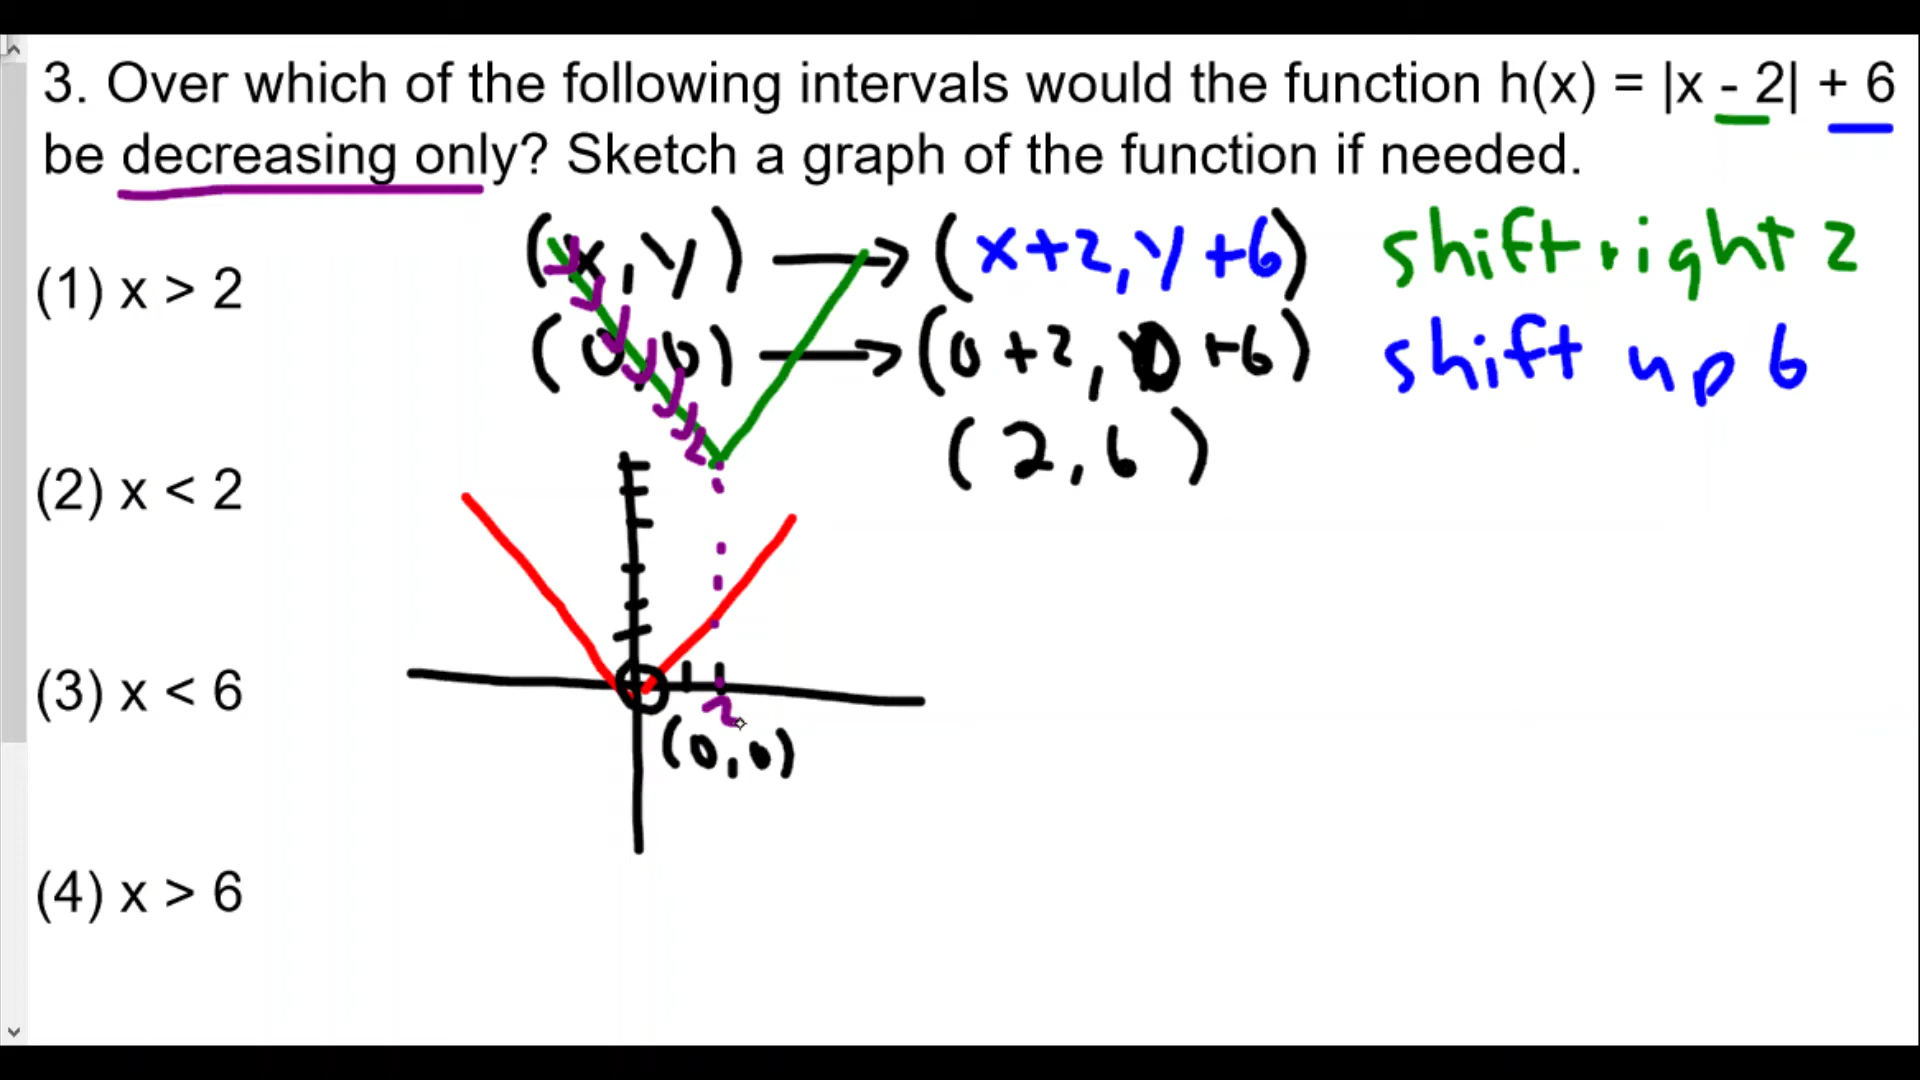 3. Over which of the following intervals would the function h(x) = |x - 2| + 6
be decreasing only? Sketch a graph of the function if needed.
(x, y) → (x+2, y+6) shift right 2
(1) x > 2
(0, 0) → (0+2, 0+6) shift up 6
(2, 6)
(2) x < 2
(3) x < 6
2
(0,0)
(4) x > 6